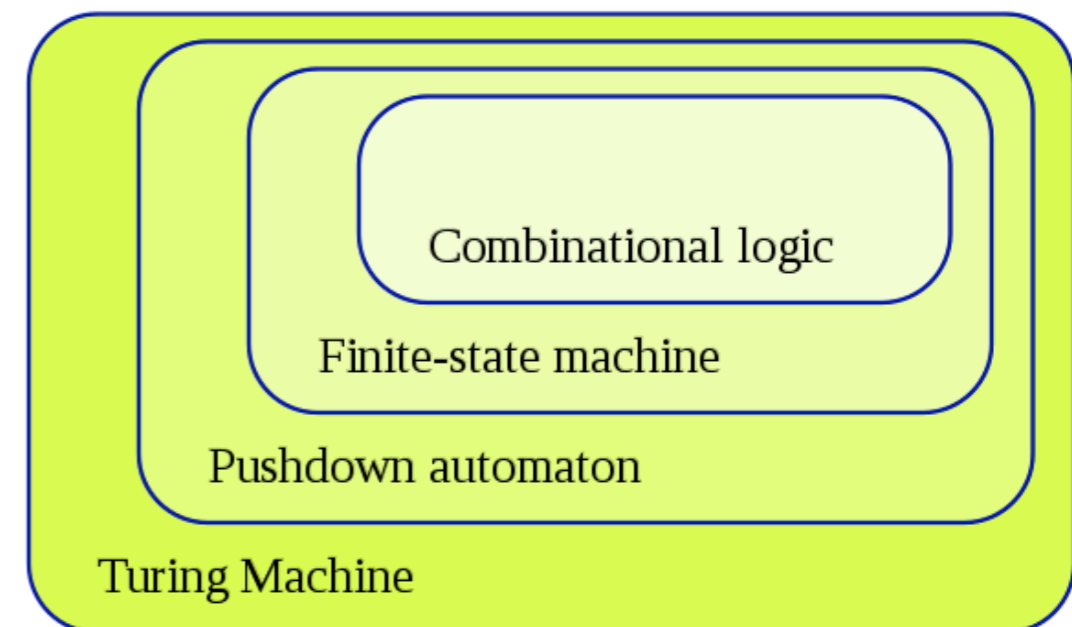 Combinational logic
Finite-state machine
Pushdown automaton
Turing Machine